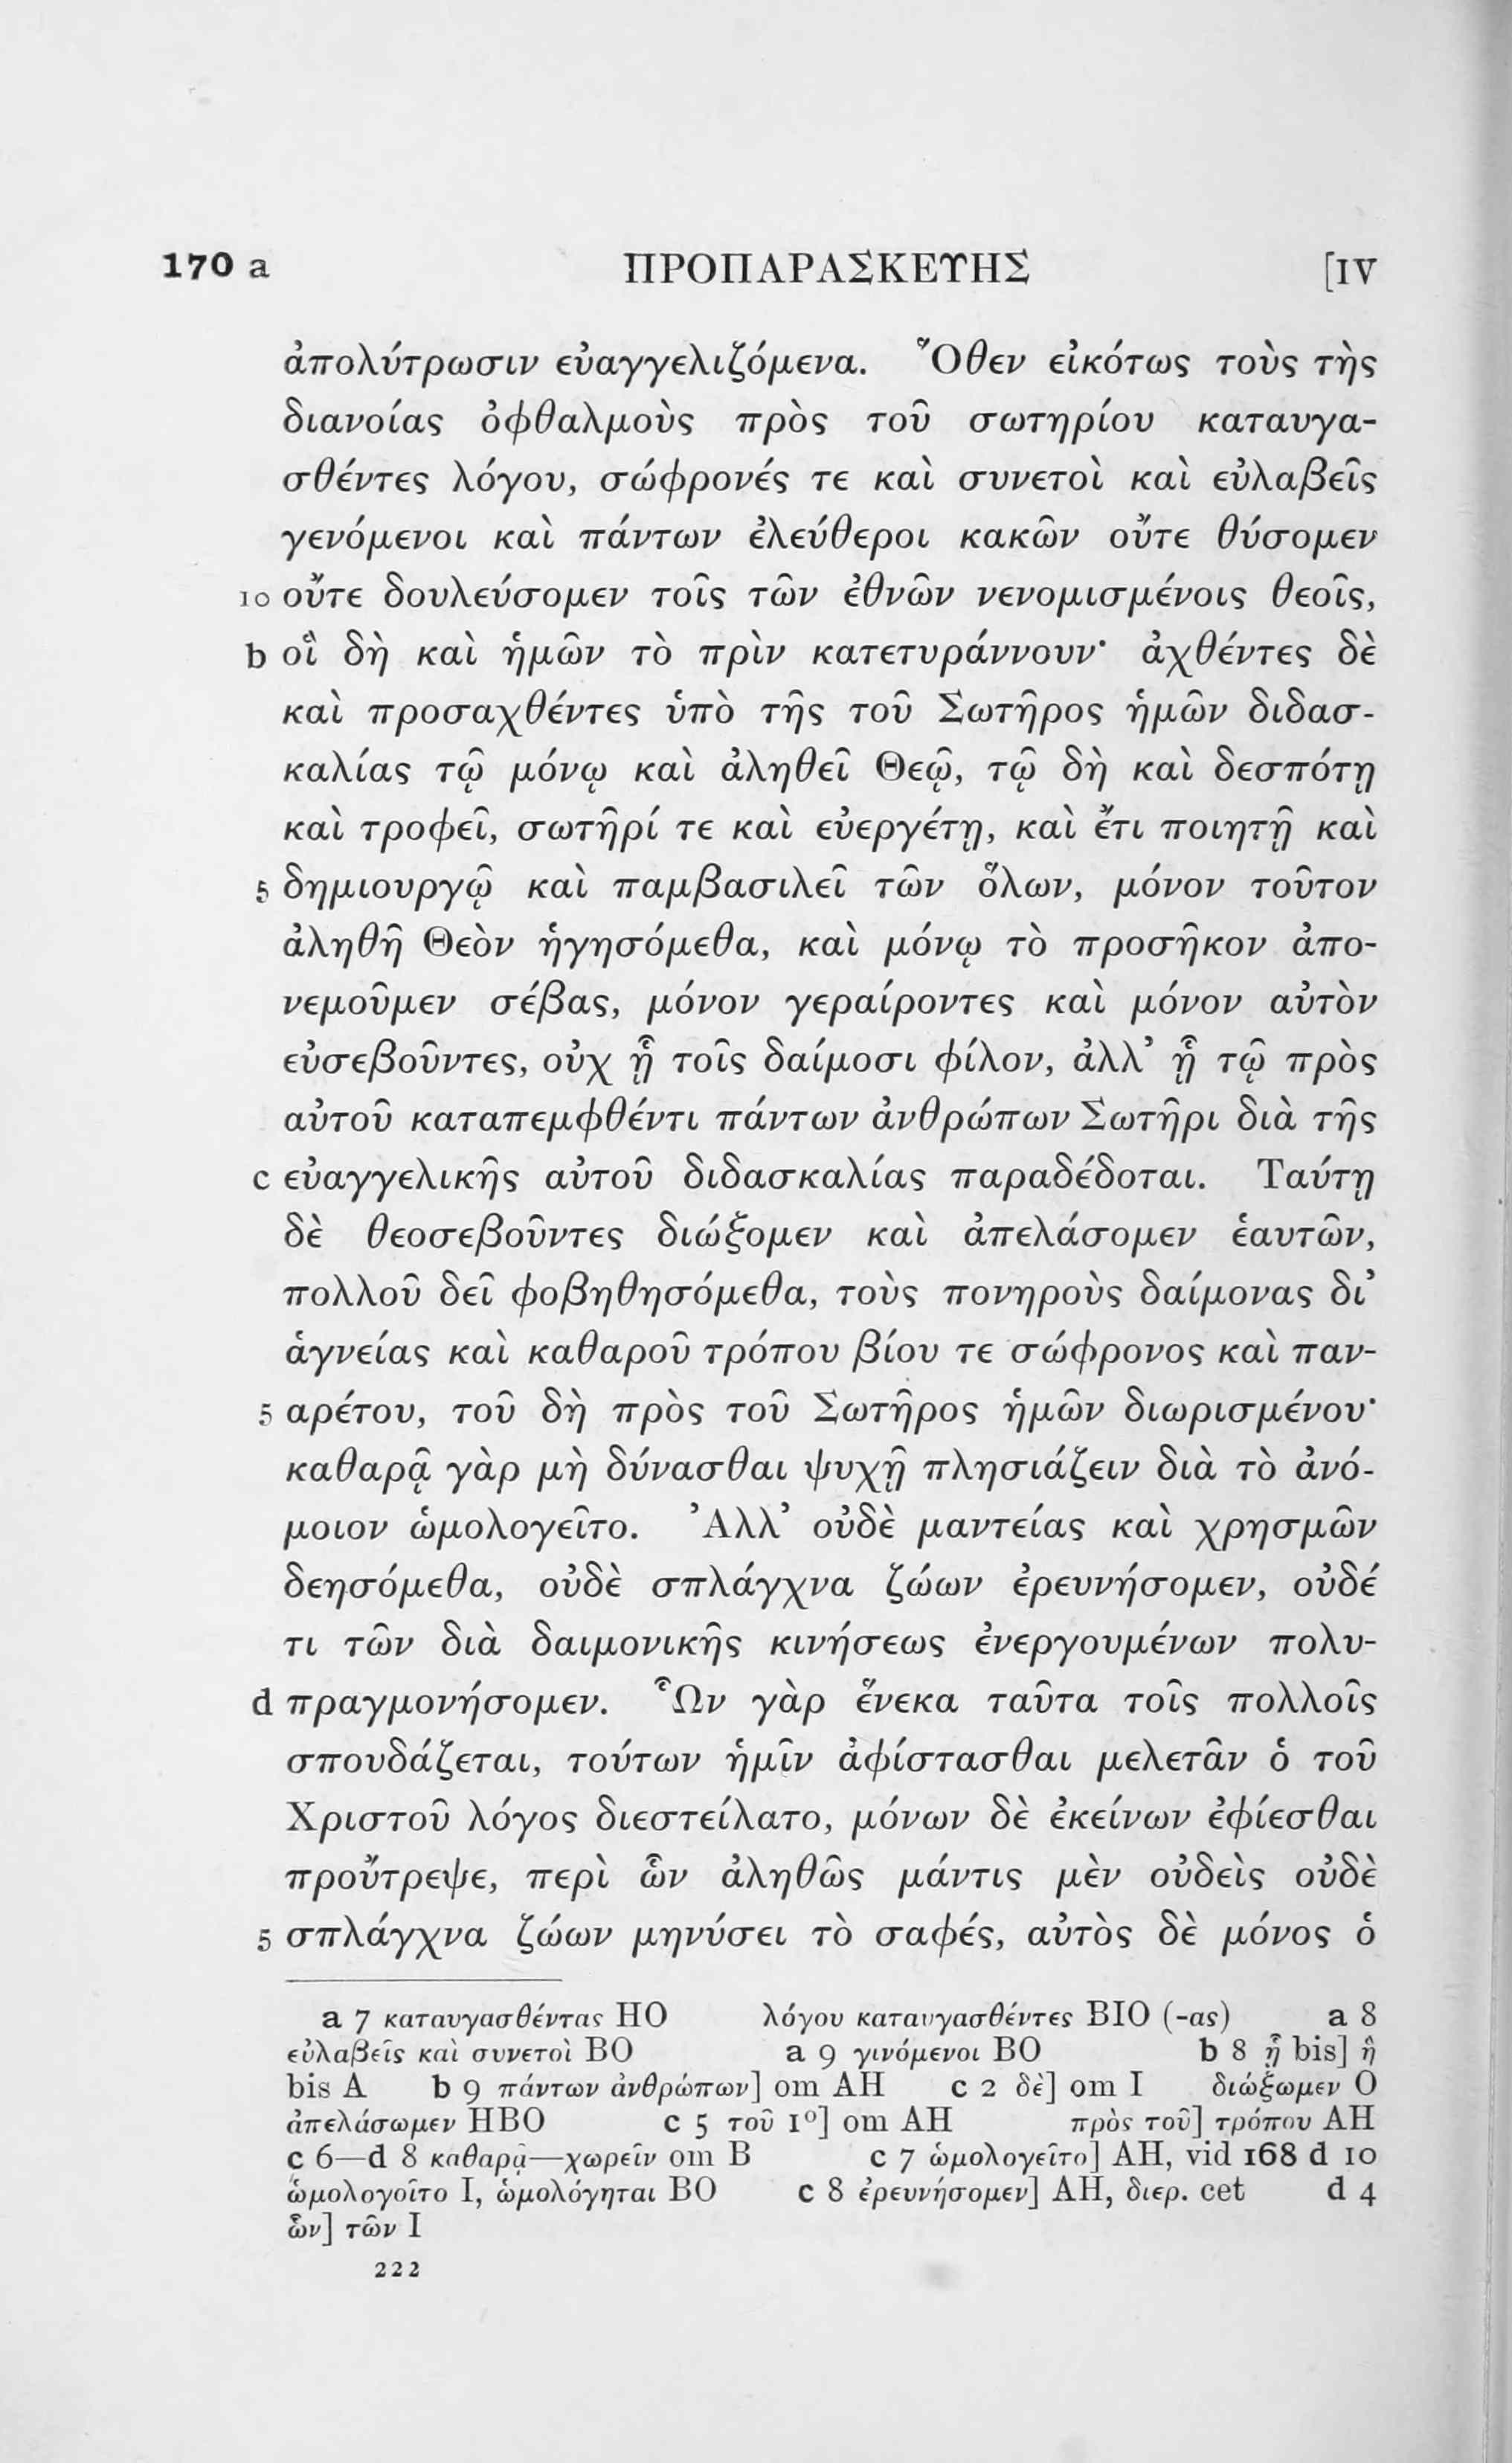 170 a ΠΡΟΠΑΡΑΣΚΕΥΗΣ [IV
ἀπολύτρωσιν εὐαγγελιζόμενα. Ὅθεν εἰκότως τοὺς τὴς
διανοίας ὀφθαλμοὺς πρὸς τοῦ σωτηρίου καταυγα-
σθέντες λόγου, σώφρονές τε καὶ συνετοὶ καὶ εὐλαβεῖς
γενόμενοι καὶ πάντων ἐλεύθεροι κακῶν οὔτε θύσομεν
10 οὔτε δουλεύσομεν τοῖς τῶν ἐθνῶν νενομισμένοις θεοῖς,
b οἳ δὴ καὶ ἡμῶν τὸ πρὶν κατετυράννουν· ἀχθέντες δὲ
καὶ προσαχθέντες ὑπὸ τῆς τοῦ Σωτῆρος ἡμῶν διδασ-
καλίας τῷ μόνῳ καὶ ἀληθεῖ Θεῷ, τῷ δὴ καὶ δεσπότῃ
καὶ τροφεῖ, σωτῆρί τε καὶ εὐεργέτῃ, καὶ ἔτι ποιητῇ καὶ
5 δημιουργῷ καὶ παμβασιλεῖ τῶν ὅλων, μόνον τοῦτον
ἀληθῆ Θεὸν ἡγησόμεθα, καὶ μόνῳ τὸ προσῆκον ἀπο-
νεμοῦμεν σέβας, μόνον γεραίροντες καὶ μόνον αὐτὸν
εὐσεβοῦντες, οὐχ ᾗ τοῖς δαίμοσι φίλον, ἀλλ’ ᾗ τῷ πρὸς
αὐτοῦ καταπεμφθέντι πάντων ἀνθρώπων Σωτῆρι διὰ τῆς
c εὐαγγελικῆς αὐτοῦ διδασκαλίας παραδέδοται. Ταύτῃ
δὲ θεοσεβοῦντες διώξομεν καὶ ἀπελάσομεν ἑαυτῶν,
πολλοῦ δεῖ φοβηθησόμεθα, τοὺς πονηροὺς δαίμονας δι’
ἁγνείας καὶ καθαροῦ τρόπου βίου τε σώφρονος καὶ παν-
5 αρέτου, τοῦ δὴ πρὸς τοῦ Σωτῆρος ἡμῶν διωρισμένου·
καθαρᾷ γὰρ μὴ δύνασθαι ψυχῇ πλησιάζειν διὰ τὸ ἀνό-
μοιον ὡμολογεῖτο. Ἀλλ’ οὐδὲ μαντείας καὶ χρησμῶν
δεησόμεθα, οὐδὲ σπλάγχνα ζώων ἐρευνήσομεν, οὐδέ
τι τῶν διὰ δαιμονικῆς κινήσεως ἐνεργουμένων πολυ-
d πραγμονήσομεν. Ὧν γὰρ ἕνεκα ταῦτα τοῖς πολλοῖς
σπουδάζεται, τούτων ἡμῖν ἀφίστασθαι μελετᾶν ὁ τοῦ
Χριστοῦ λόγος διεστείλατο, μόνων δὲ ἐκείνων ἐφίεσθαι
προὔτρεψε, περὶ ὧν ἀληθῶς μάντις μὲν οὐδεὶς οὐδὲ
5 σπλάγχνα ζώων μηνύσει τὸ σαφές, αὐτὸς δὲ μόνος ὁ
a 7 καταυγασθέντας HO λόγου καταυγασθέντες BIO (-ας) a 8
εὐλαβεῖς καὶ συνετοὶ BO a 9 γινόμενοι BO b 8 ᾗ bis] ἢ
bis A b 9 πάντων ἀνθρώπων] om AH c 2 δὲ] om I διώξωμεν O
ἀπελάσωμεν HBO c 5 τοῦ 1º] om AH πρὸς τοῦ] τρόπου AH
c 6—d 8 καθαρᾷ—χωρεῖν om B c 7 ὡμολογεῖτο] AH, vid 168 d 10
ὡμολογοῖτο I, ὡμολόγηται BO c 8 ἐρευνήσομεν] AH, διερ. cet d 4
ὧν] τῶν I
222